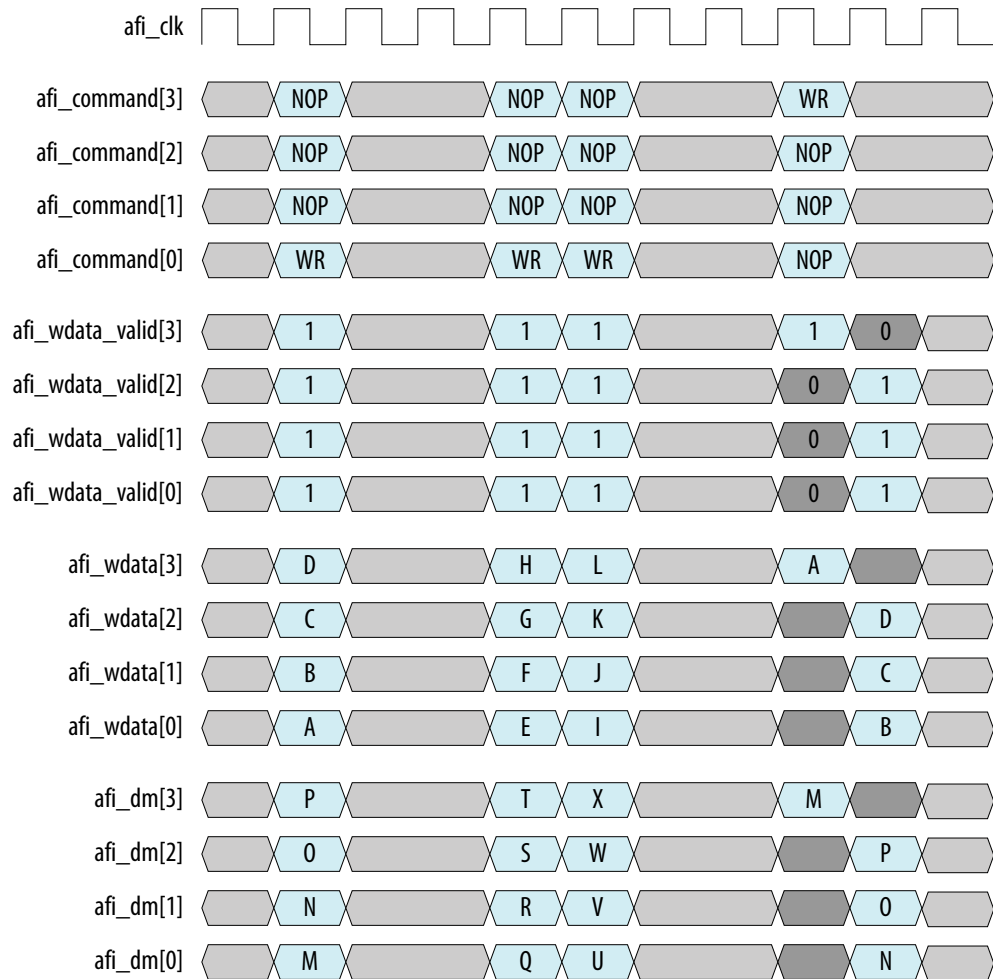 afi_clk
afi_command[3] NOP NOP NOP WR
afi_command[2] NOP NOP NOP NOP
afi_command[1] NOP NOP NOP NOP
afi_command[0] WR WR WR NOP
afi_wdata_valid[3] 1 1 1 1 0
afi_wdata_valid[2] 1 1 1 0 1
afi_wdata_valid[1] 1 1 1 0 1
afi_wdata_valid[0] 1 1 1 0 1
afi_wdata[3] D H L A
afi_wdata[2] C G K D
afi_wdata[1] B F J C
afi_wdata[0] A E I B
afi_dm[3] P T X M
afi_dm[2] O S W P
afi_dm[1] N R V O
afi_dm[0] M Q U N